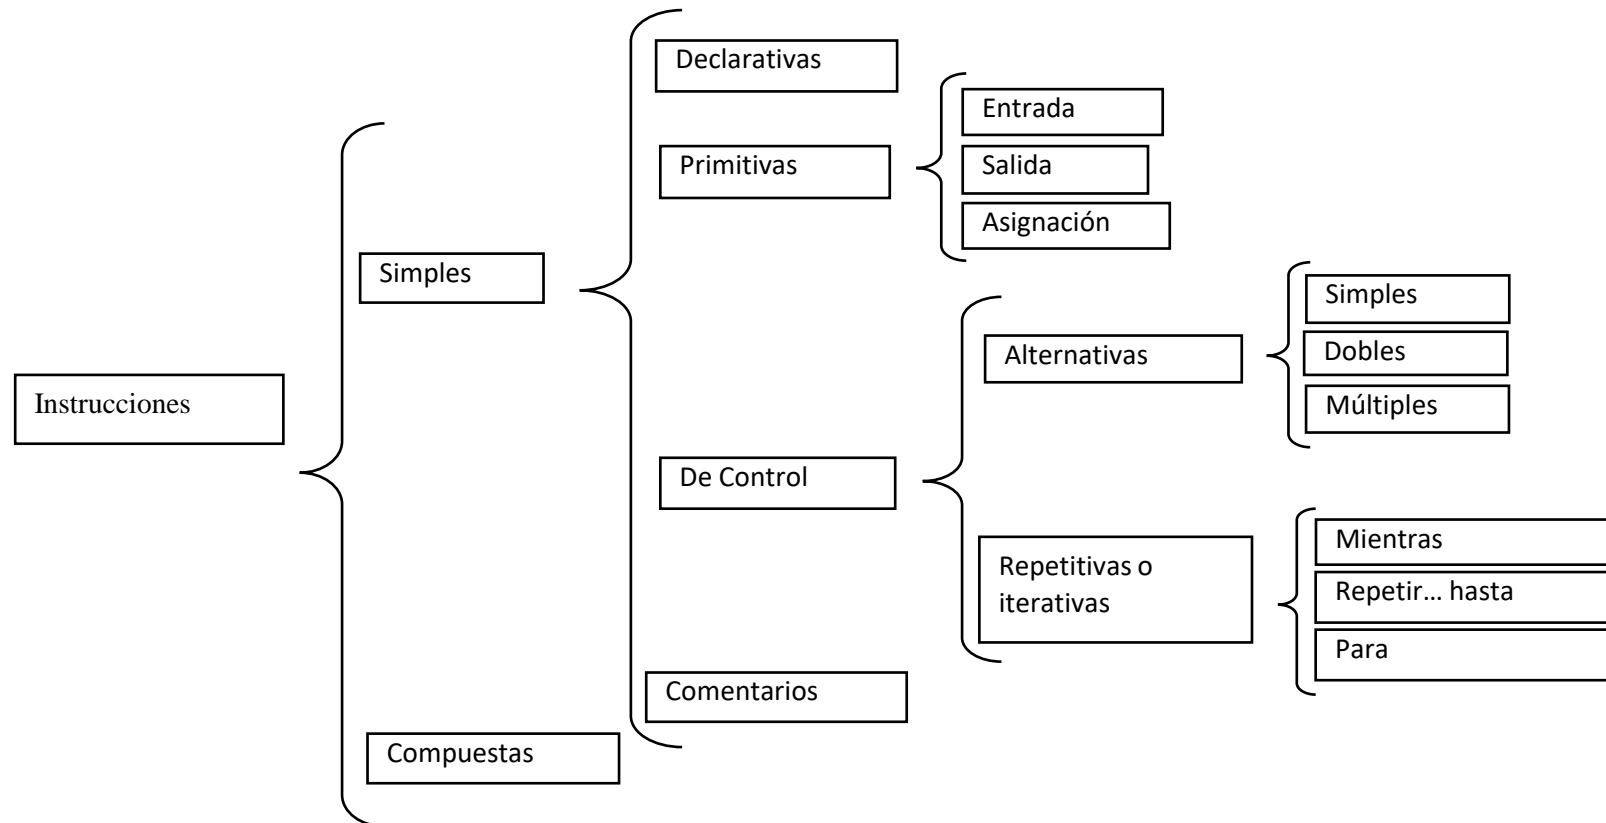 Instrucciones
Simples
Declarativas
Primitivas
Entrada
Salida
Asignación
De Control
Alternativas
Simples
Dobles
Múltiples
Repetitivas o
iterativas
Mientras
Repetir... hasta
Para
Comentarios
Compuestas